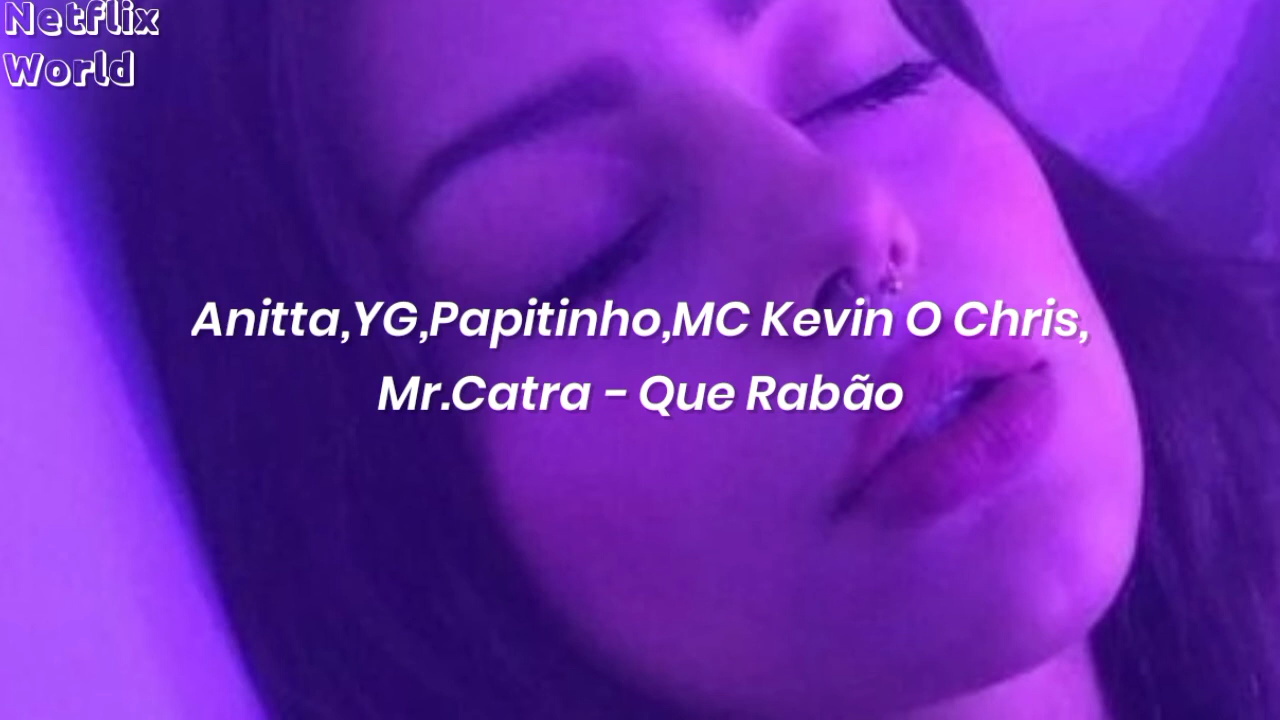 Netflix
World
Anitta,YG,Papitinho,MC Kevin O Chris,
Mr.Catra - Que Rabão